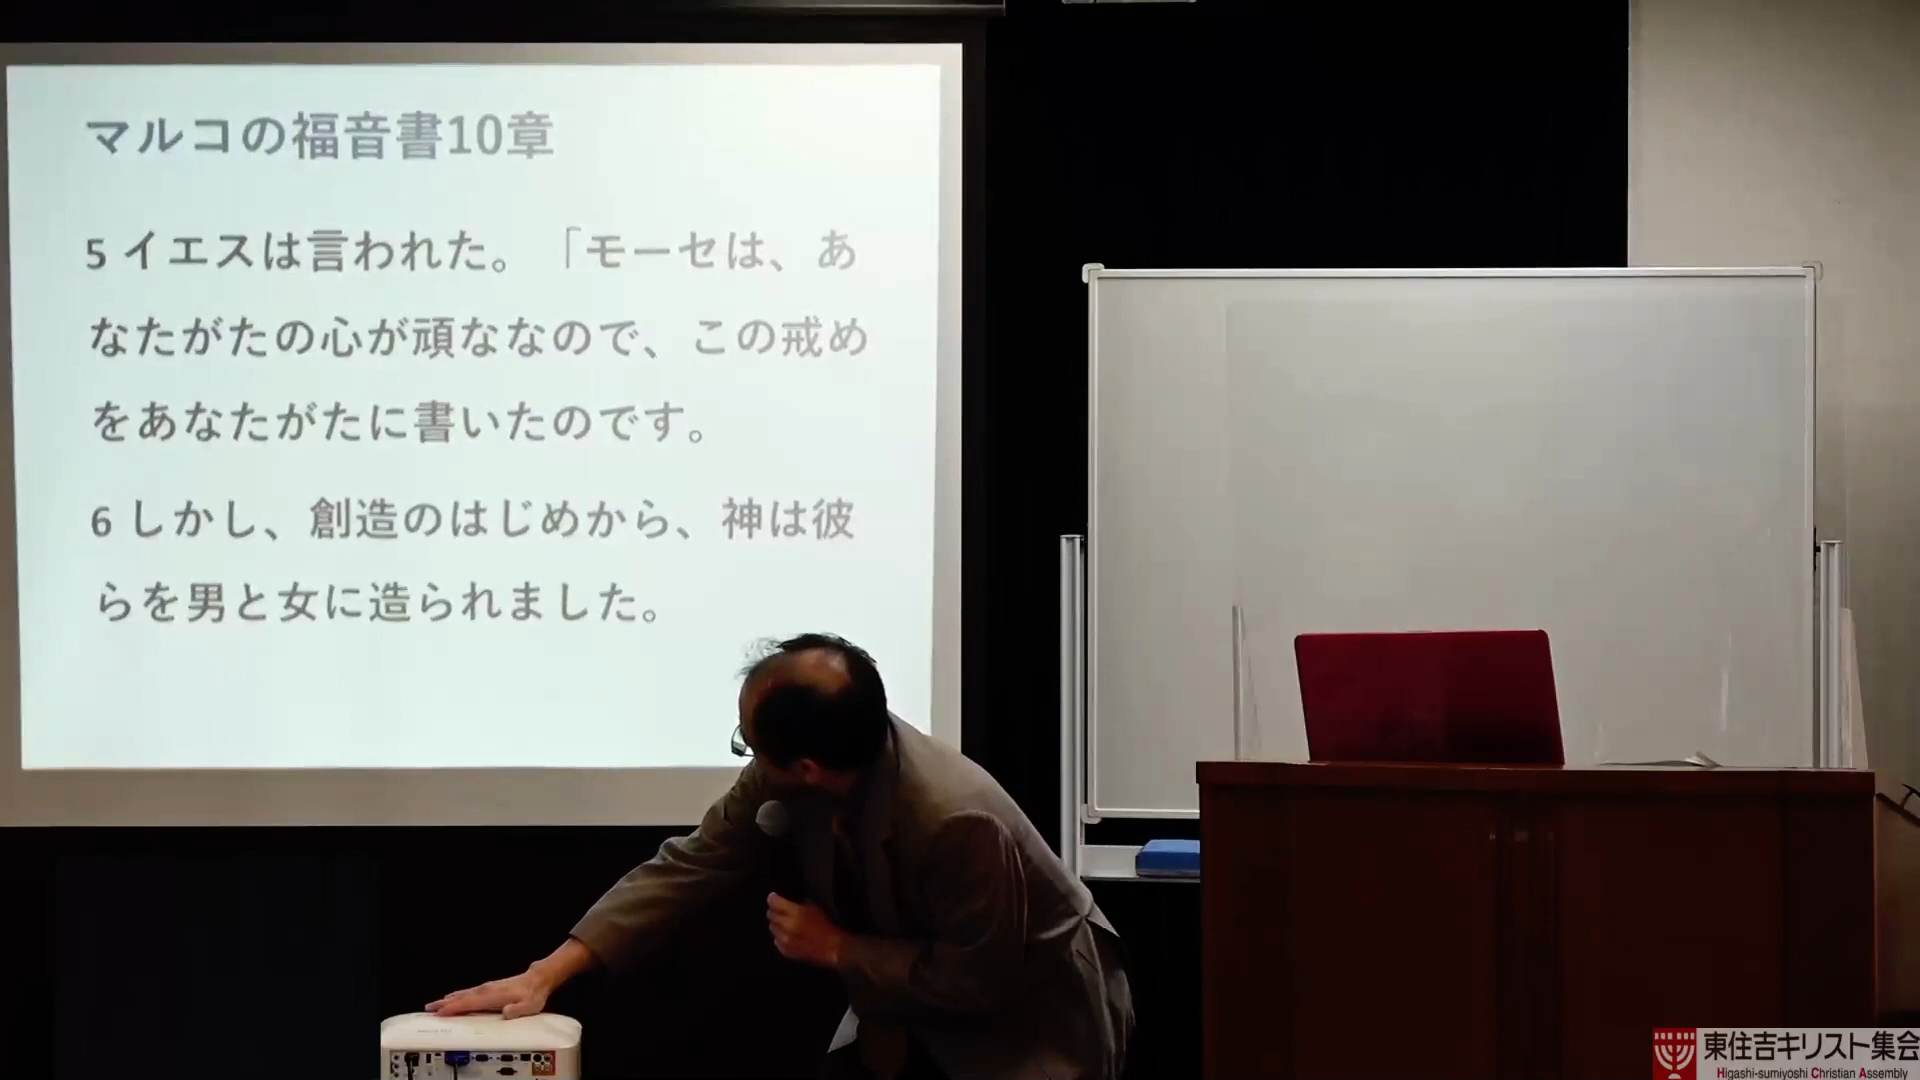 マルコの福音書10章
5 イエスは言われた。「モーセは、あ
なたがたの心が頑ななので、この戒め
をあなたがたに書いたのです。
6 しかし、創造のはじめから、神は彼
らを男と女に造られました。
東住吉キリスト集会
Higashi-sumiyoshi Christian Assembly